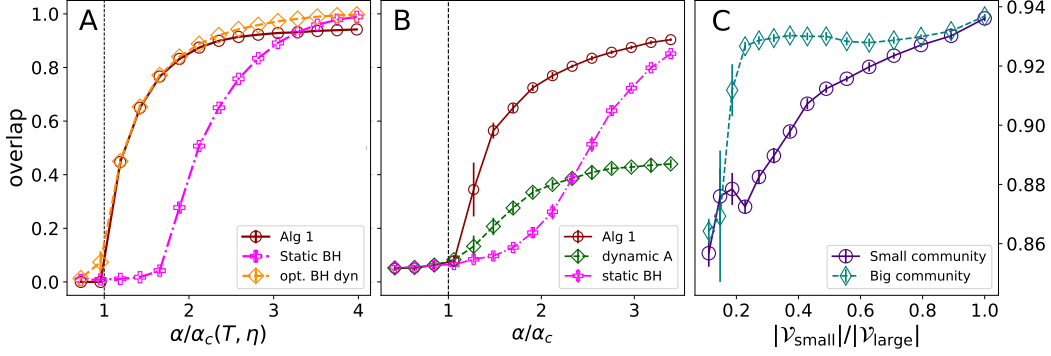 A
B
C
overlap
0.0
0.2
0.4
0.6
0.8
1.0
1
2
3
4
α/α_c(T, η)
Alg 1
Static BH
opt. BH dyn
1
2
3
α/α_c
Alg 1
dynamic A
static BH
0.2
0.4
0.6
0.8
1.0
|𝒱_small|/|𝒱_large|
0.86
0.88
0.90
0.92
0.94
Small community
Big community